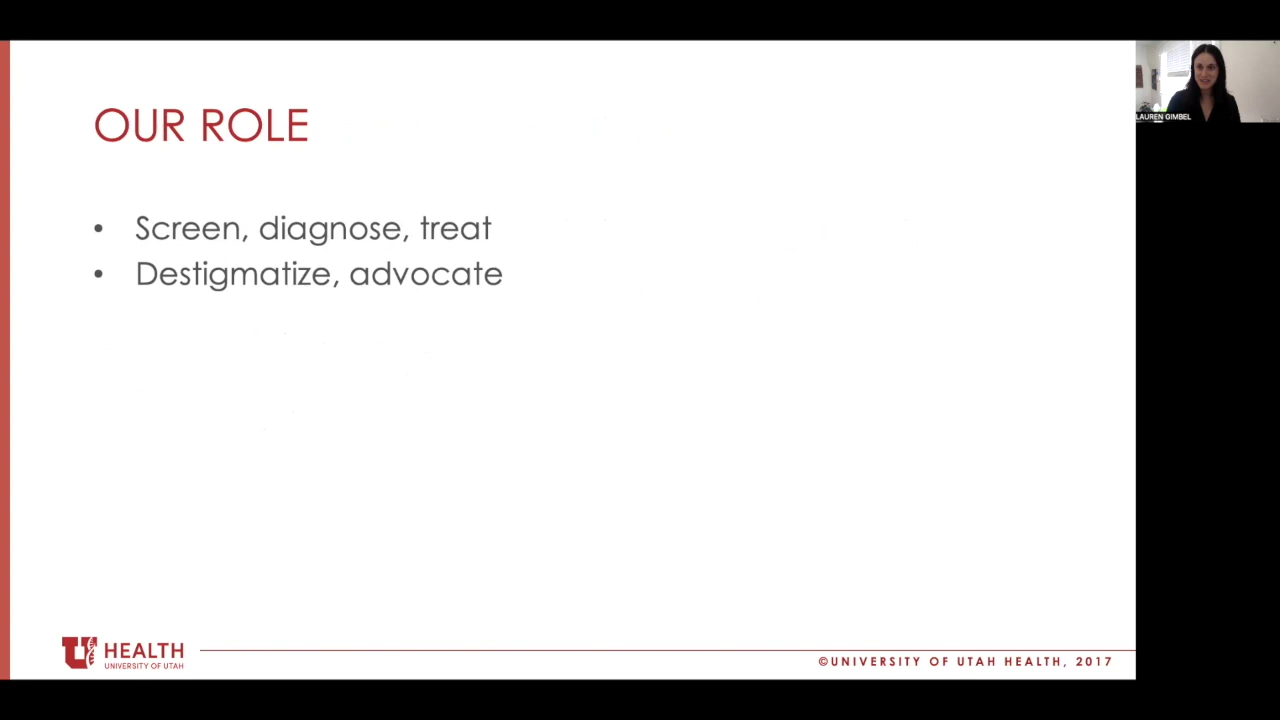 OUR ROLE
• Screen, diagnose, treat
• Destigmatize, advocate
LAUREN GIMBEL
U HEALTH
UNIVERSITY OF UTAH
©UNIVERSITY OF UTAH HEALTH, 2017